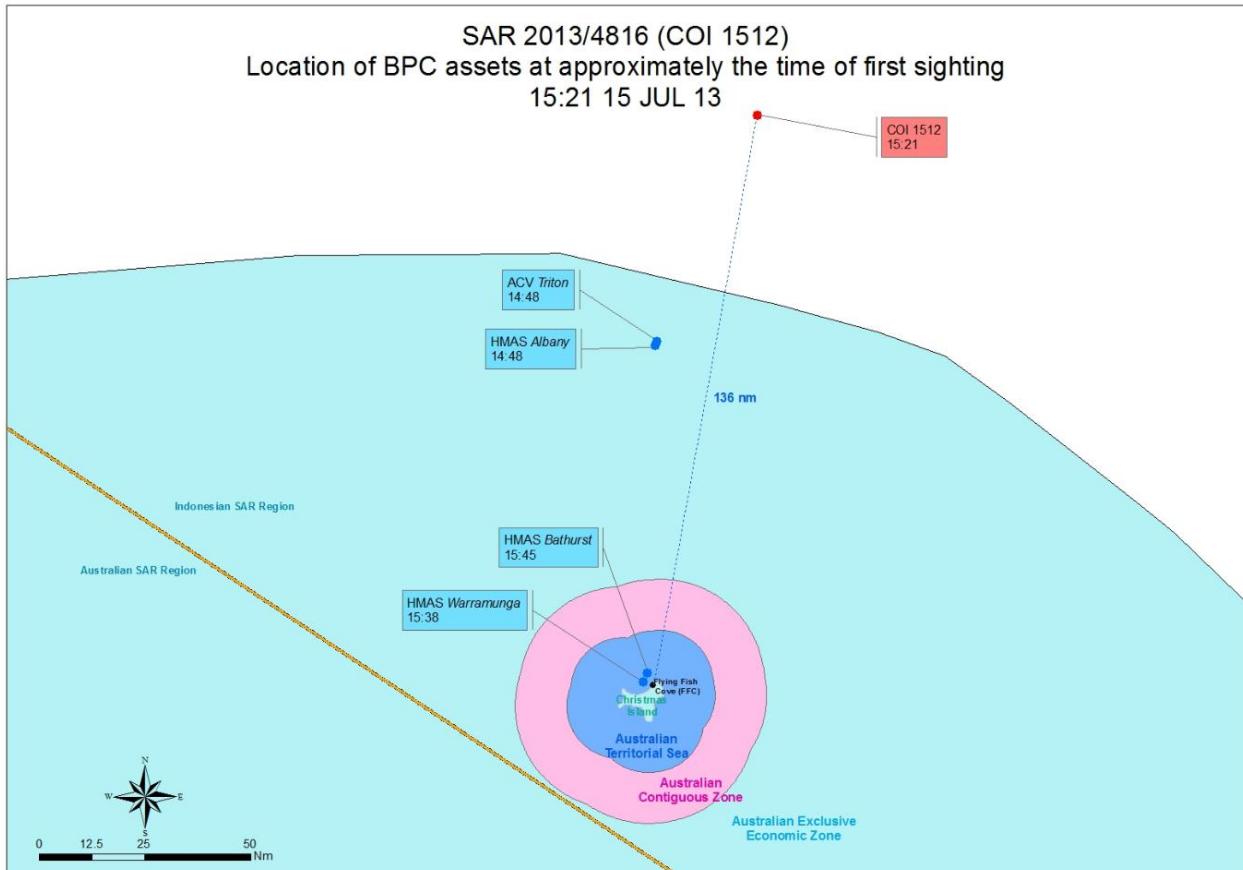 SAR 2013/4816 (COI 1512)
Location of BPC assets at approximately the time of first sighting
15:21 15 JUL 13
COI 1512
15:21
ACV Triton
14:48
HMAS Albany
14:48
136 nm
Indonesian SAR Region
Australian SAR Region
HMAS Bathurst
15:45
HMAS Warramunga
15:38
Flying Fish
Cove (FFC)
Christmas
Island
Australian
Territorial Sea
Australian
Contiguous Zone
Australian Exclusive
Economic Zone
N
W
E
S
0 12.5 25 50
Nm